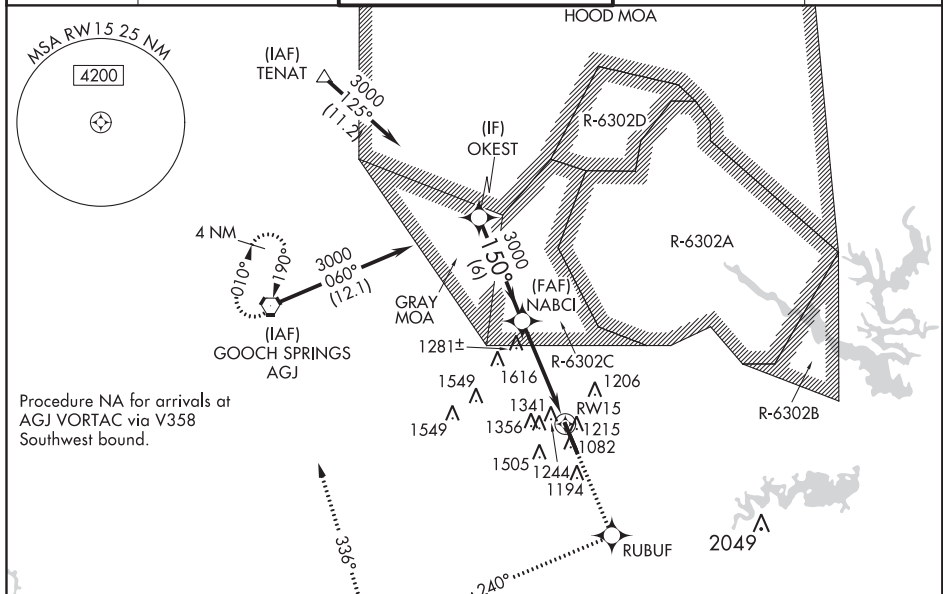 HOOD MOA
MSA RW15 25 NM
4200
(IAF)
TENAT
3000
125°
(11.2)
(IF)
OKEST
R-6302D
R-6302A
4 NM
010°
190°
3000
060°
(12.1)
3000
150°
(6)
(FAF)
NABCI
GRAY
MOA
(IAF)
GOOCH SPRINGS
AGJ
1281±
R-6302C
1616
1549
1206
R-6302B
Procedure NA for arrivals at
AGJ VORTAC via V358
Southwest bound.
1549
1341
RW15
1356
1215
1082
1505
1244
1194
336°
240°
RUBUF
2049